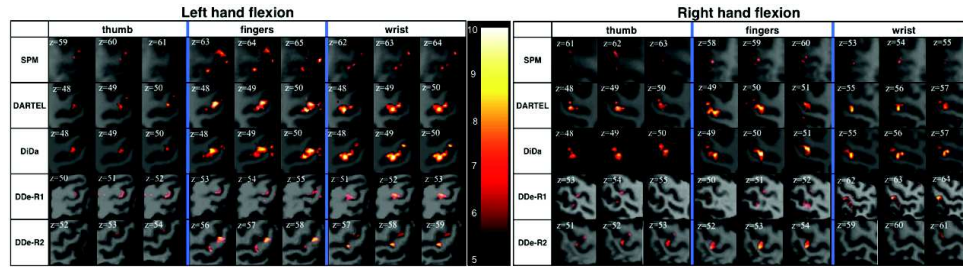 Left hand flexion
thumb fingers wrist
SPM z=59 z=60 z=61 z=63 z=64 z=65 z=62 z=63 z=64
DARTEL z=48 z=49 z=50 z=48 z=49 z=50 z=48 z=49 z=50
DiDa z=48 z=49 z=50 z=48 z=49 z=50 z=48 z=49 z=50
DDe-R1 z=50 z=51 z=52 z=53 z=54 z=55 z=51 z=52 z=53
DDe-R2 z=52 z=53 z=54 z=56 z=57 z=58 z=57 z=58 z=59
10
9
8
7
6
5
Right hand flexion
thumb fingers wrist
SPM z=61 z=62 z=63 z=58 z=59 z=60 z=53 z=54 z=55
DARTEL z=48 z=49 z=50 z=49 z=50 z=51 z=55 z=56 z=57
DiDa z=48 z=49 z=50 z=49 z=50 z=51 z=55 z=56 z=57
DDe-R1 z=53 z=54 z=55 z=50 z=51 z=52 z=62 z=63 z=64
DDe-R2 z=51 z=52 z=53 z=52 z=53 z=54 z=59 z=60 z=61